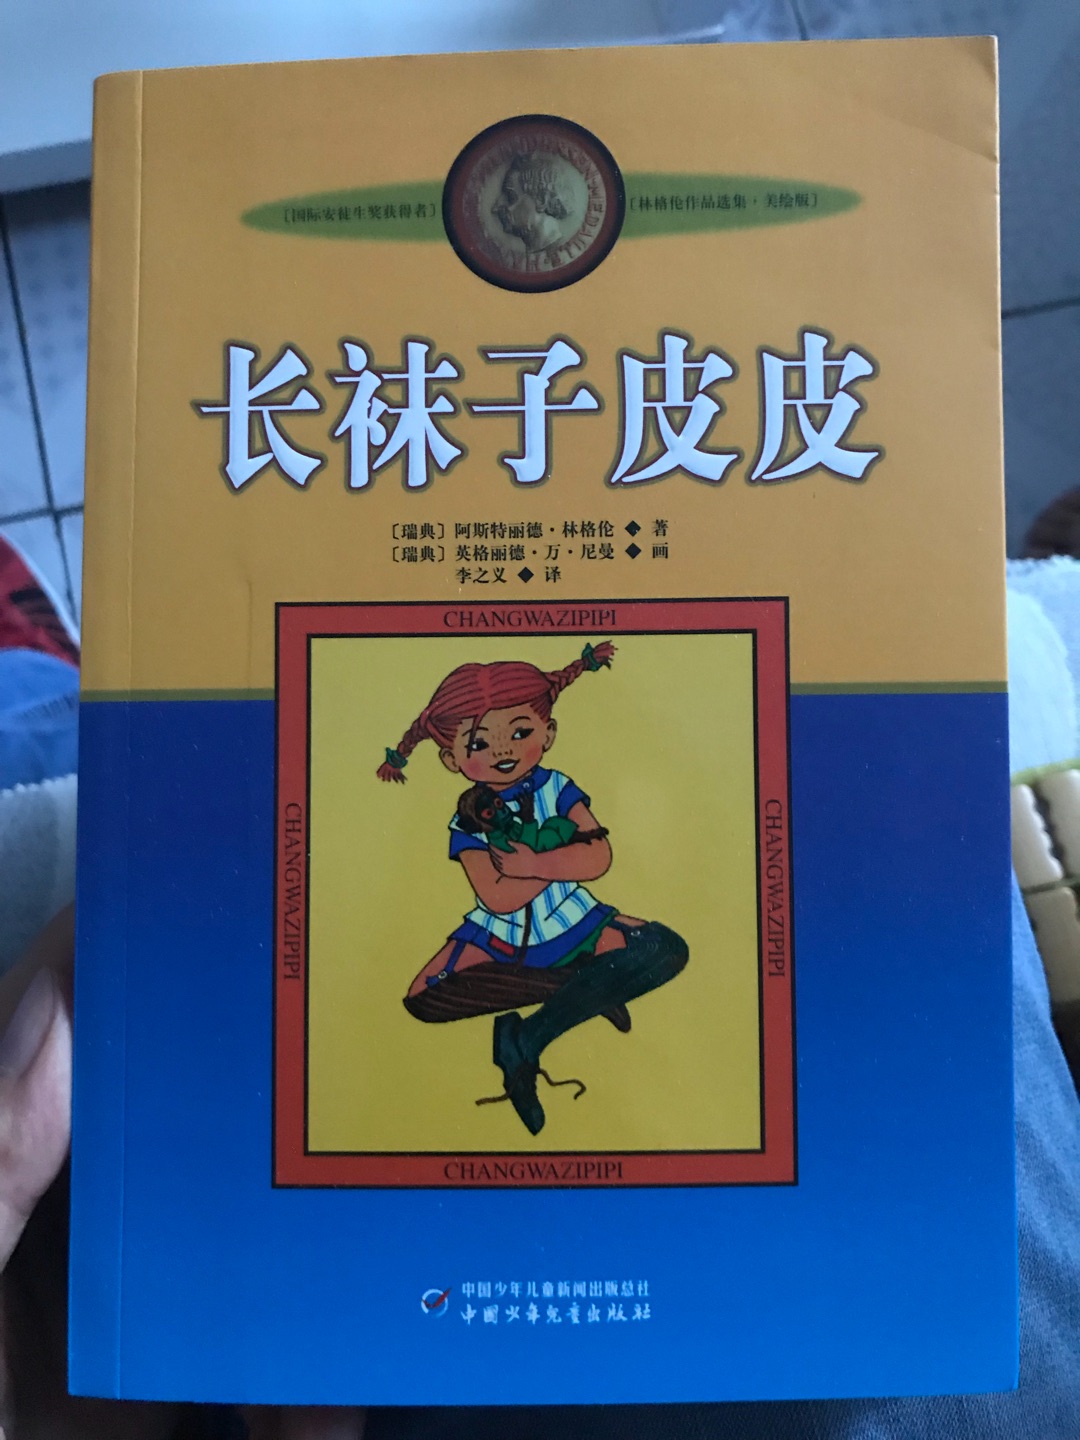 〔国际安徒生奖获得者〕
〔林格伦作品选集·美绘版〕
长袜子皮皮
〔瑞典〕阿斯特丽德·林格伦 ◆ 著
〔瑞典〕英格丽德·万·尼曼 ◆ 画
李之义 ◆ 译
CHANGWAZIPIPI
CHANGWAZIPIPI
CHANGWAZIPIPI
CHANGWAZIPIPI
中国少年儿童新闻出版总社
中国少年儿童出版社